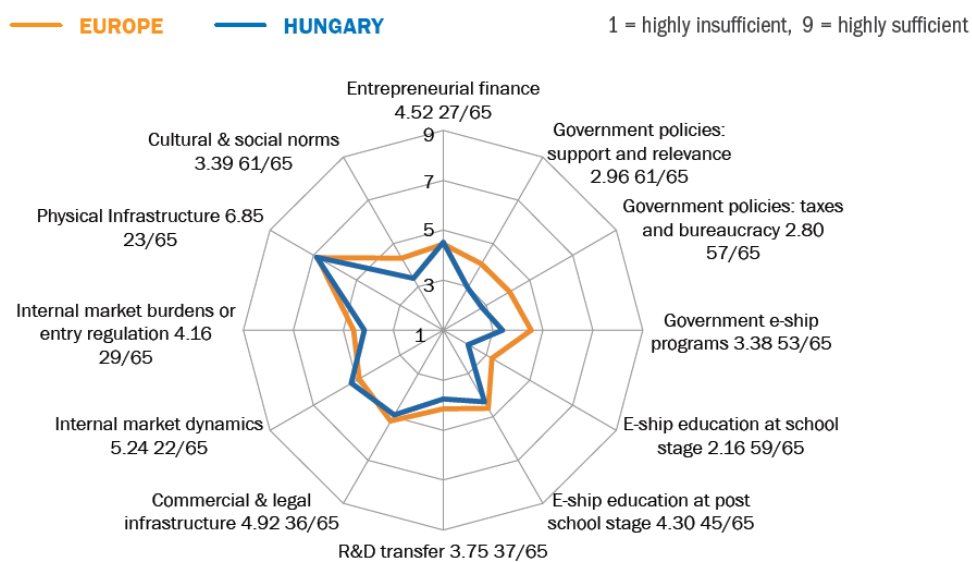 EUROPE
HUNGARY
1 = highly insufficient, 9 = highly sufficient
Entrepreneurial finance
4.52 27/65
Government policies:
support and relevance
2.96 61/65
Government policies: taxes
and bureaucracy 2.80
57/65
Government e-ship
programs 3.38 53/65
E-ship education at school
stage 2.16 59/65
E-ship education at post
school stage 4.30 45/65
R&D transfer 3.75 37/65
Commercial & legal
infrastructure 4.92 36/65
Internal market dynamics
5.24 22/65
Internal market burdens or
entry regulation 4.16
29/65
Physical Infrastructure 6.85
23/65
Cultural & social norms
3.39 61/65
9
7
5
3
1